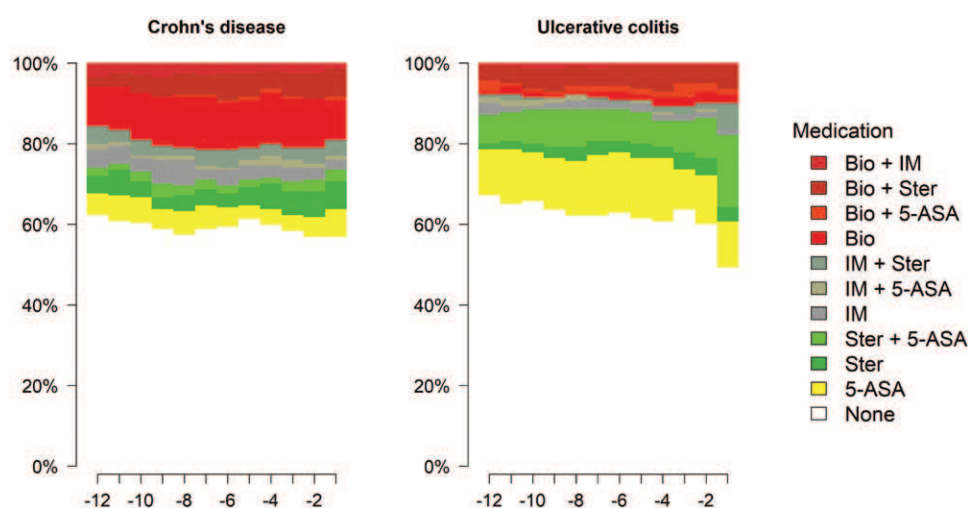 Crohn's disease
Ulcerative colitis
100%
80%
60%
40%
20%
0%
-12 -10 -8 -6 -4 -2
100%
80%
60%
40%
20%
0%
-12 -10 -8 -6 -4 -2
Medication
Bio + IM
Bio + Ster
Bio + 5-ASA
Bio
IM + Ster
IM + 5-ASA
IM
Ster + 5-ASA
Ster
5-ASA
None